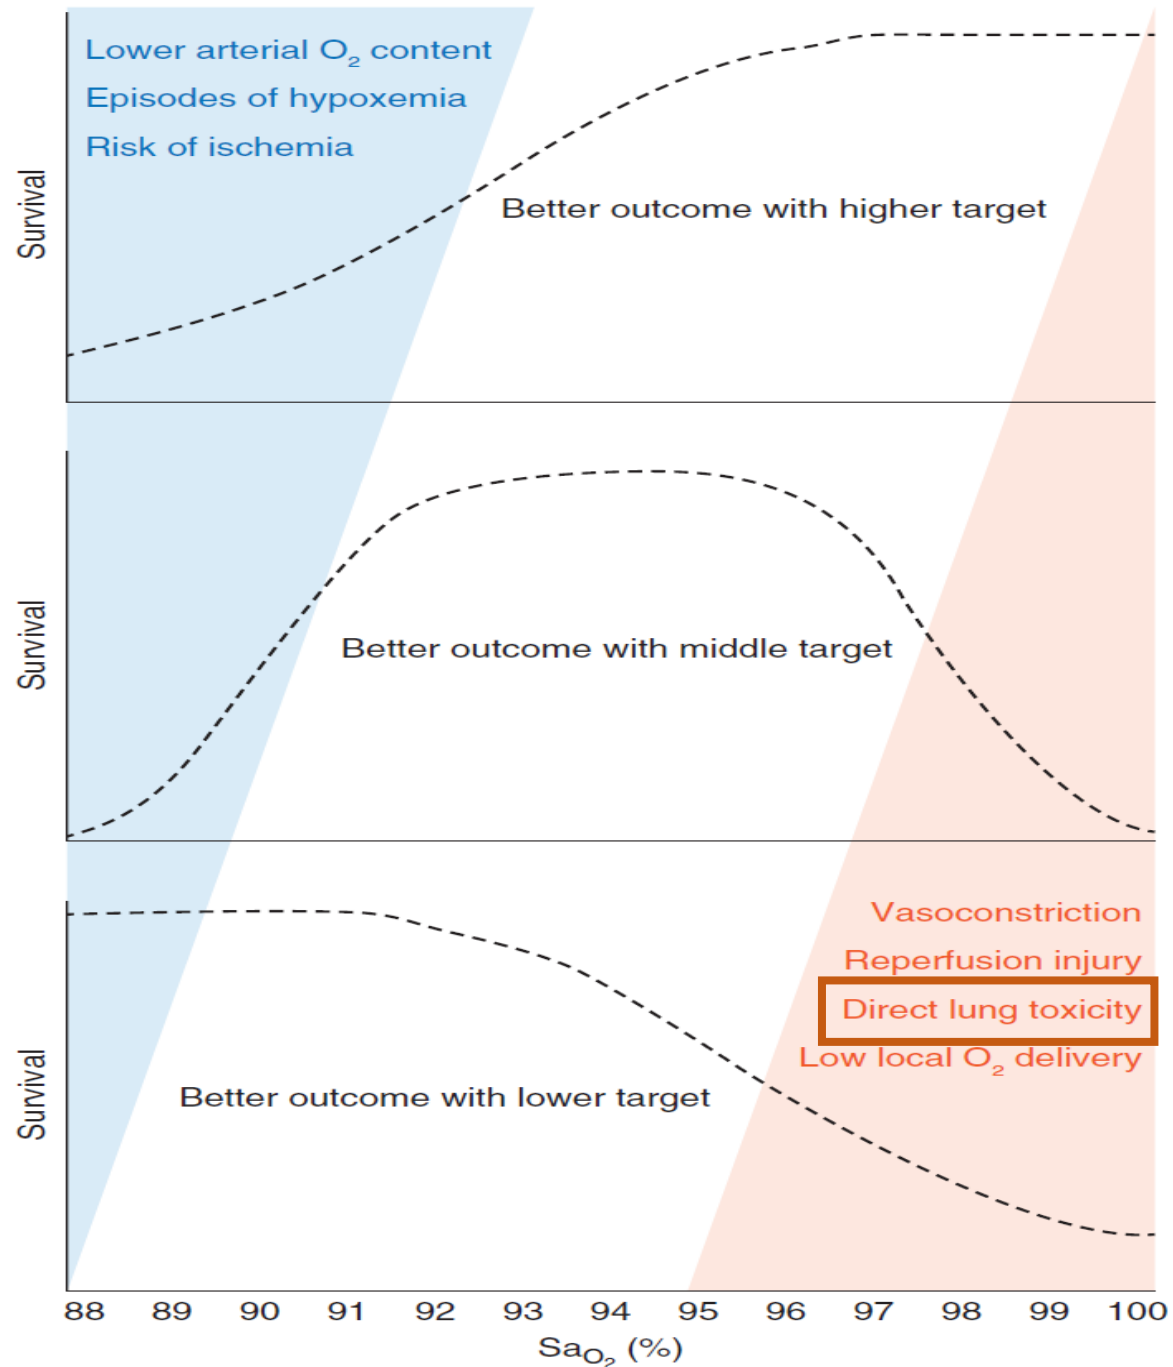 Lower arterial O₂ content
Episodes of hypoxemia
Risk of ischemia
Survival
Better outcome with higher target
Survival
Better outcome with middle target
Vasoconstriction
Reperfusion injury
Direct lung toxicity
Low local O₂ delivery
Survival
Better outcome with lower target
88 89 90 91 92 93 94 95 96 97 98 99 100
SaO₂ (%)